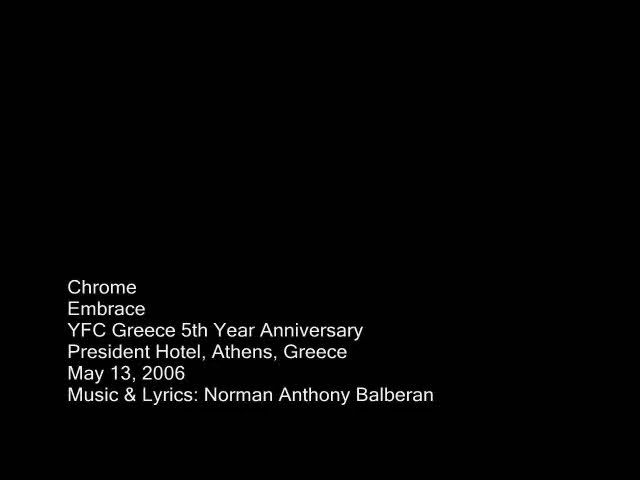 Chrome
Embrace
YFC Greece 5th Year Anniversary
President Hotel, Athens, Greece
May 13, 2006
Music & Lyrics: Norman Anthony Balberan